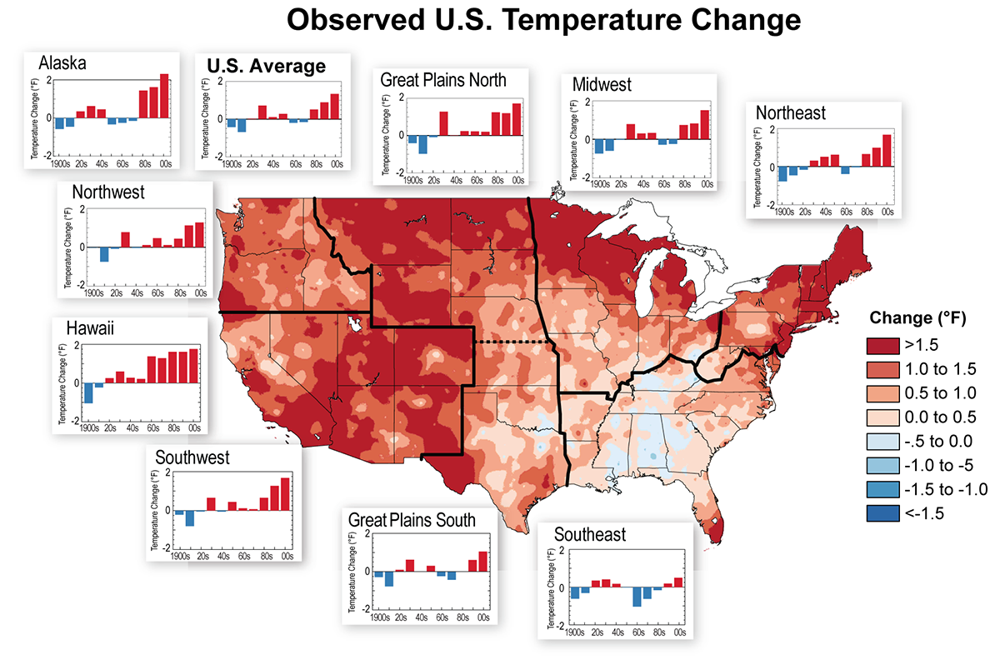 Observed U.S. Temperature Change
Alaska
Temperature Change (°F)
2
0
-2
1900s 20s 40s 60s 80s 00s
U.S. Average
Temperature Change (°F)
2
0
-2
1900s 20s 40s 60s 80s 00s
Great Plains North
Temperature Change (°F)
2
0
-2
1900s 20s 40s 60s 80s 00s
Midwest
Temperature Change (°F)
2
0
-2
1900s 20s 40s 60s 80s 00s
Northeast
Temperature Change (°F)
2
0
-2
1900s 20s 40s 60s 80s 00s
Northwest
Temperature Change (°F)
2
0
-2
1900s 20s 40s 60s 80s 00s
Hawaii
Temperature Change (°F)
2
0
-2
1900s 20s 40s 60s 80s 00s
Southwest
Temperature Change (°F)
2
0
-2
1900s 20s 40s 60s 80s 00s
Great Plains South
Temperature Change (°F)
2
0
-2
1900s 20s 40s 60s 80s 00s
Southeast
Temperature Change (°F)
2
0
-2
1900s 20s 40s 60s 80s 00s
Change (°F)
>1.5
1.0 to 1.5
0.5 to 1.0
0.0 to 0.5
-.5 to 0.0
-1.0 to -5
-1.5 to -1.0
<-1.5